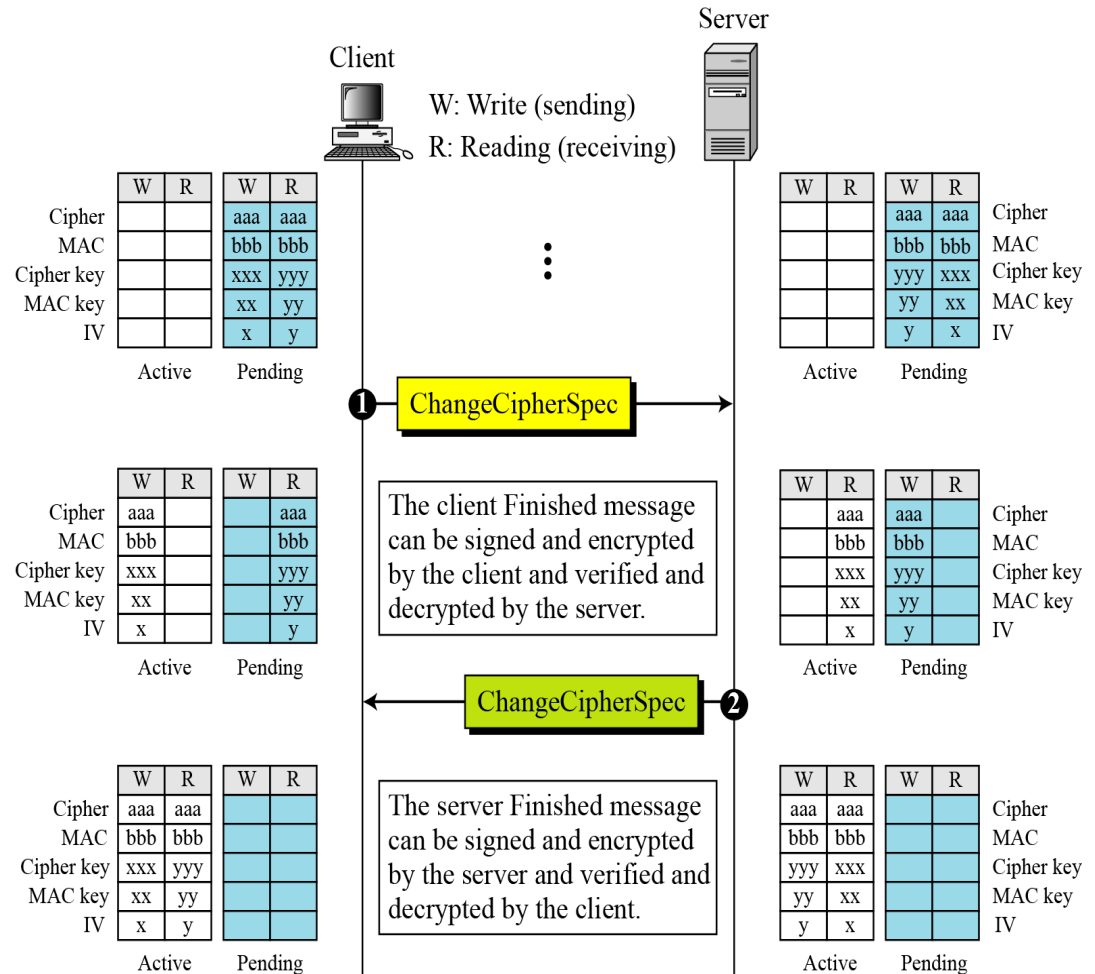 Server
Client
W: Write (sending)
R: Reading (receiving)
W R W R W R W R
Cipher aaa aaa aaa aaa Cipher
MAC bbb bbb bbb bbb MAC
Cipher key xxx yyy yyy xxx Cipher key
MAC key xx yy yy xx MAC key
IV x y y x IV
Active Pending Active Pending
1 ChangeCipherSpec
W R W R W R W R
Cipher aaa aaa aaa aaa Cipher
MAC bbb bbb bbb bbb MAC
Cipher key xxx yyy xxx yyy Cipher key
MAC key xx yy xx yy MAC key
IV x y x y IV
Active Pending Active Pending
The client Finished message
can be signed and encrypted
by the client and verified and
decrypted by the server.
ChangeCipherSpec 2
W R W R W R W R
Cipher aaa aaa aaa aaa Cipher
MAC bbb bbb bbb bbb MAC
Cipher key xxx yyy yyy xxx Cipher key
MAC key xx yy yy xx MAC key
IV x y y x IV
Active Pending Active Pending
The server Finished message
can be signed and encrypted
by the server and verified and
decrypted by the client.